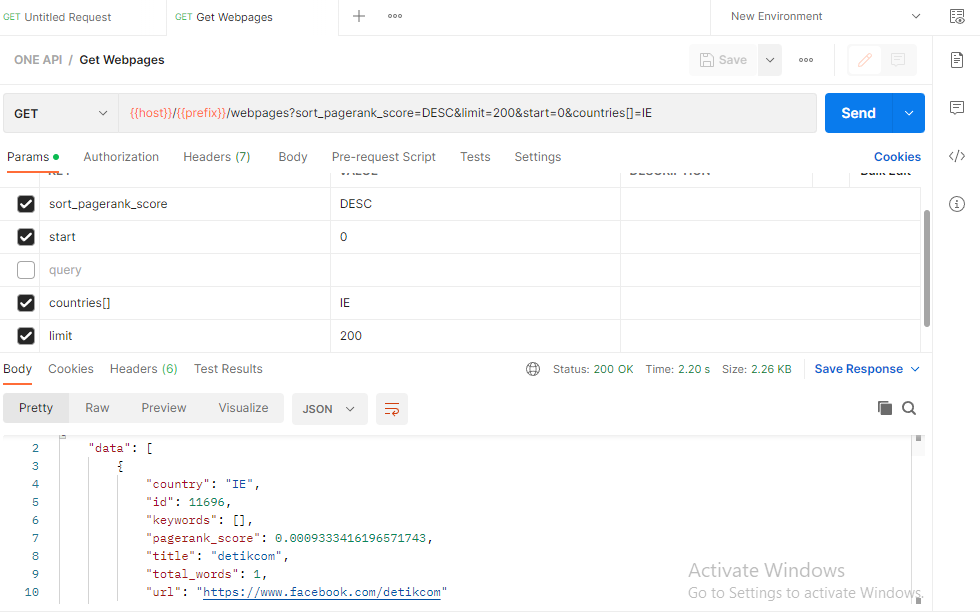 GET Untitled Request GET Get Webpages New Environment
ONE API / Get Webpages Save
GET {{host}}/{{prefix}}/webpages?sort_pagerank_score=DESC&limit=200&start=0&countries[]=IE Send
Params Authorization Headers (7) Body Pre-request Script Tests Settings Cookies
KEY VALUE DESCRIPTION Bulk Edit
sort_pagerank_score DESC
start 0
query
countries[] IE
limit 200
Body Cookies Headers (6) Test Results Status: 200 OK Time: 2.20 s Size: 2.26 KB Save Response
Pretty Raw Preview Visualize JSON
2 "data": [
3 {
4 "country": "IE",
5 "id": 11696,
6 "keywords": [],
7 "pagerank_score": 0.0009333416196571743,
8 "title": "detikcom",
9 "total_words": 1,
10 "url": "https://www.facebook.com/detikcom"
Activate Windows
Go to Settings to activate Windows.